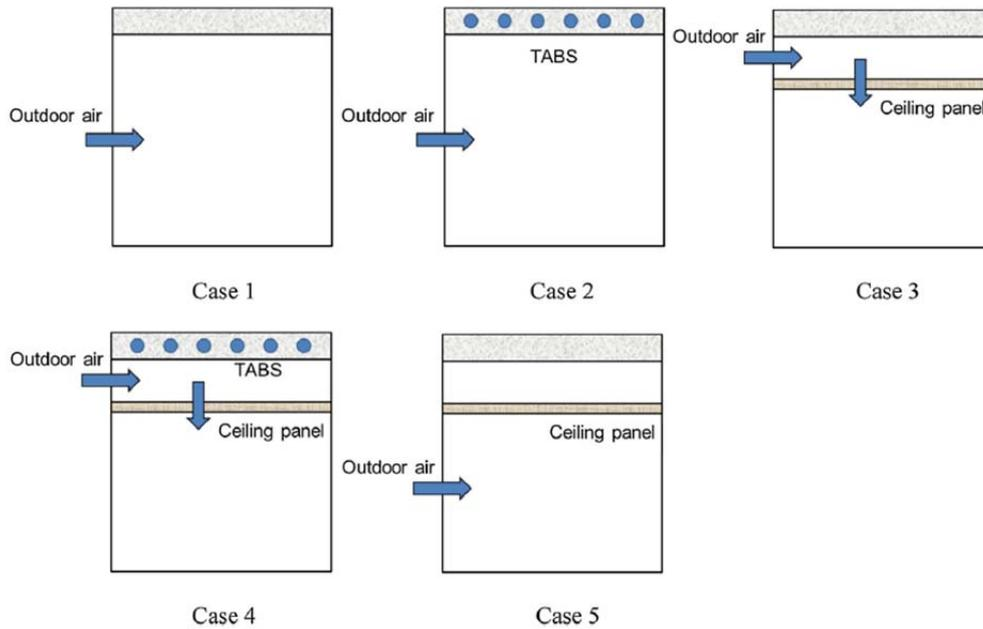 TABS
Outdoor air
Ceiling panel
Outdoor air
Outdoor air
Case 1
Case 2
Case 3
Outdoor air
TABS
Ceiling panel
Ceiling panel
Outdoor air
Case 4
Case 5